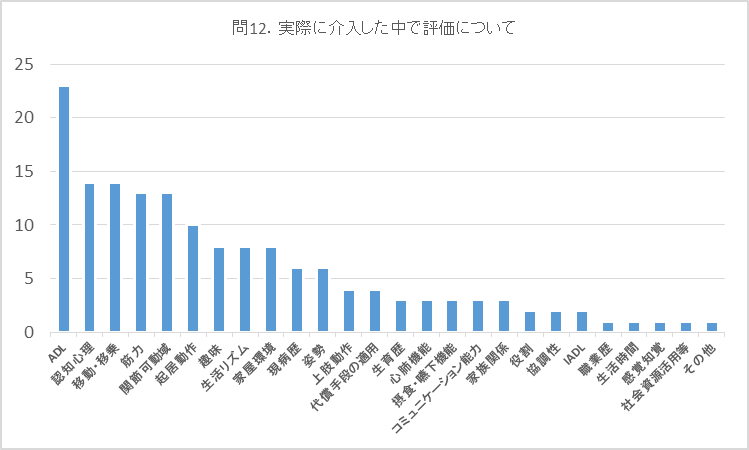 問12. 実際に介入した中で評価について
25
20
15
10
5
0
ADL
認知心理
移動・移乗
筋力
関節可動域
起居動作
趣味
生活リズム
家屋環境
現病歴
姿勢
上肢動作
代償手段の適用
生育歴
心肺機能
摂食・嚥下機能
コミュニケーション能力
家族関係
役割
協調性
IADL
職業歴
生活時間
感覚知覚
社会資源活用等
その他